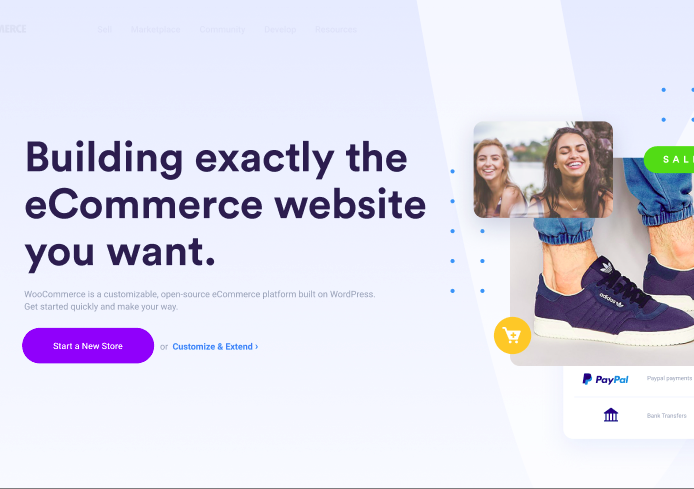 MERCE
Sell Marketplace Community Develop Resources
Building exactly the
eCommerce website
you want.
WooCommerce is a customizable, open-source eCommerce platform built on WordPress.
Get started quickly and make your way.
Start a New Store or Customize & Extend ›
SAL
adidas
PayPal Paypal payments
Bank Transfers